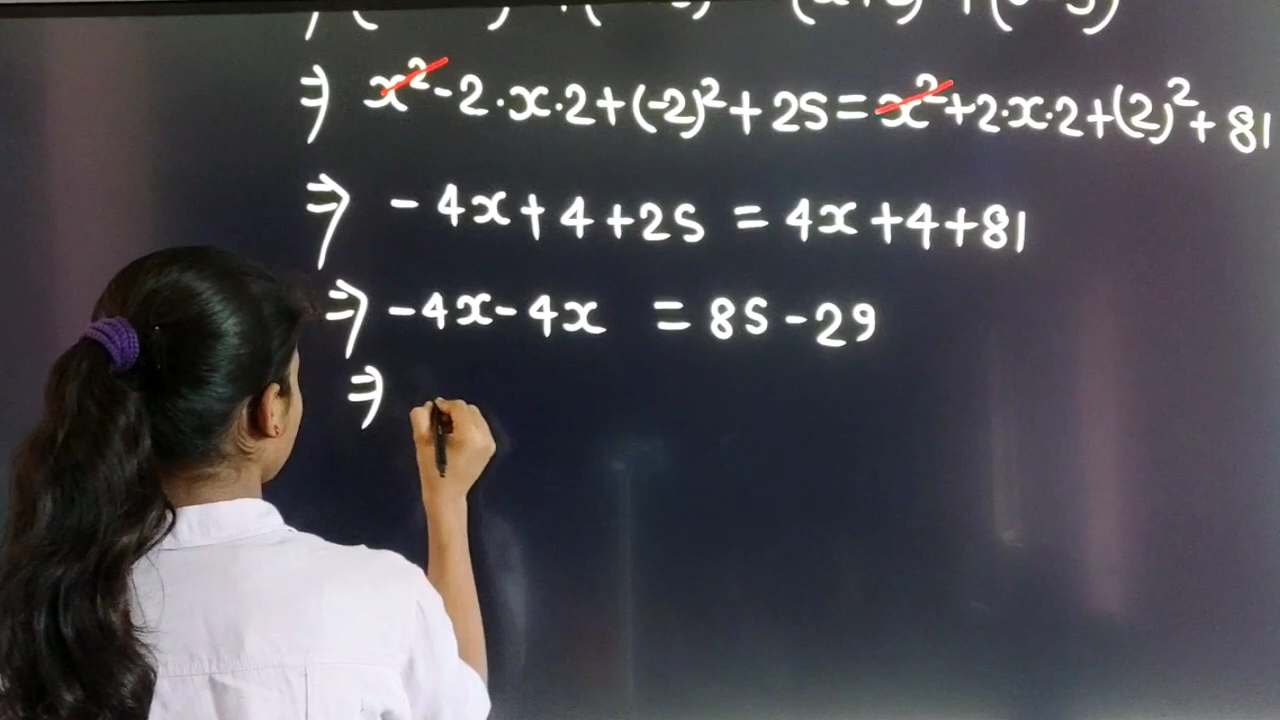 ⇒ x² - 2·x·2 + (-2)² + 25 = x² + 2·x·2 + (2)² + 81
⇒ - 4x + 4 + 25 = 4x + 4 + 81
⇒ - 4x - 4x = 85 - 29
⇒